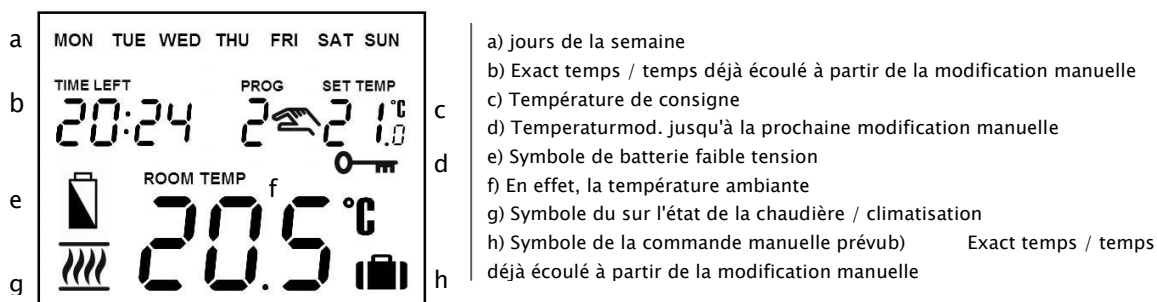 a
MON TUE WED THU FRI SAT SUN
TIME LEFT PROG SET TEMP
b
20:24 2 21.0 °C
c
d
ROOM TEMP
f
e
20.5 °C
g
h
a) jours de la semaine
b) Exact temps / temps déjà écoulé à partir de la modification manuelle
c) Température de consigne
d) Temperaturmod. jusqu'à la prochaine modification manuelle
e) Symbole de batterie faible tension
f) En effet, la température ambiante
g) Symbole du sur l'état de la chaudière / climatisation
h) Symbole de la commande manuelle prévub) Exact temps / temps
déjà écoulé à partir de la modification manuelle